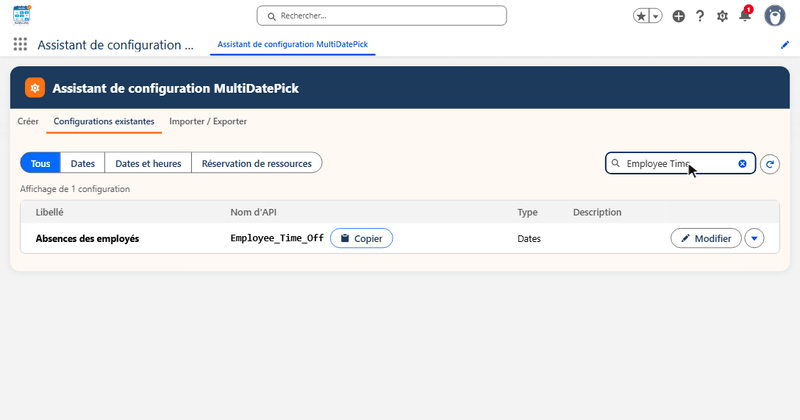 Rechercher...
1
Assistant de configuration ...
Assistant de configuration MultiDatePick
Assistant de configuration MultiDatePick
Créer
Configurations existantes
Importer / Exporter
Tous
Dates
Dates et heures
Réservation de ressources
Employee Time
Affichage de 1 configuration
Libellé
Nom d'API
Type
Description
Absences des employés
Employee_Time_Off
Copier
Dates
Modifier